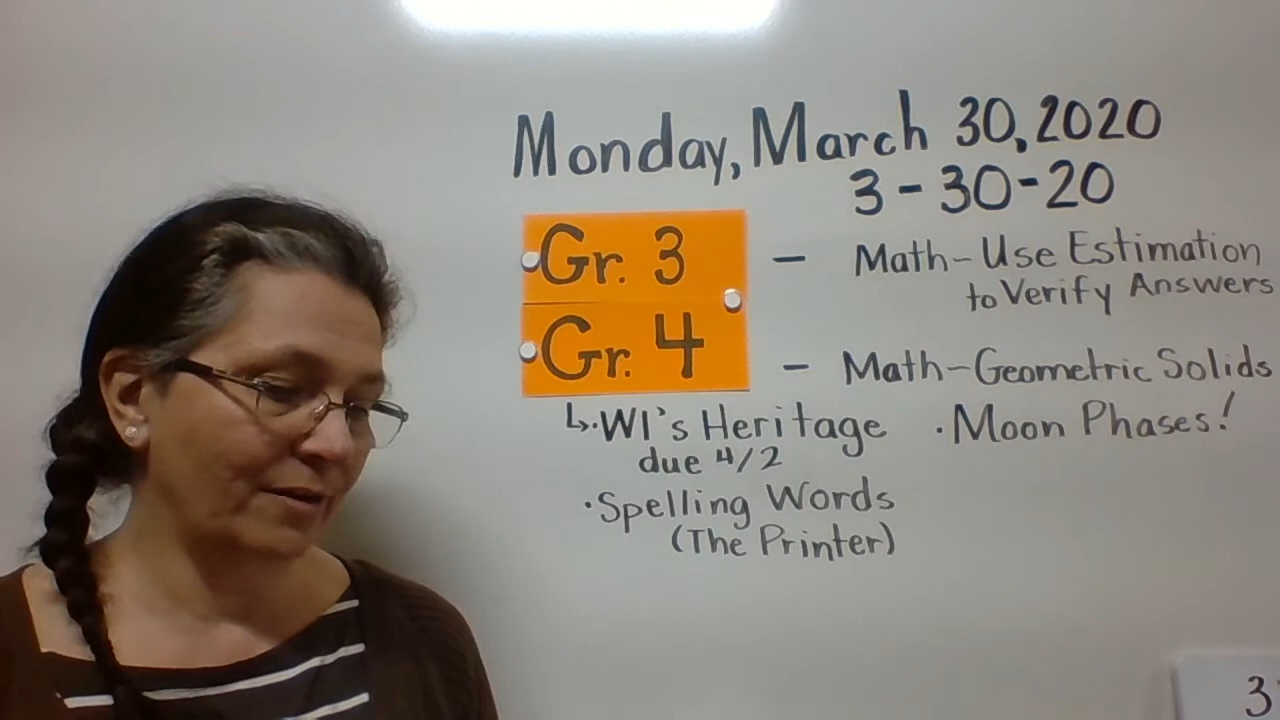 Monday, March 30, 2020
3-30-20
Gr. 3 - Math-Use Estimation
to Verify Answers
Gr. 4 - Math-Geometric Solids
↳·WI's Heritage ·Moon Phases!
due 4/2
·Spelling Words
(The Printer)
3